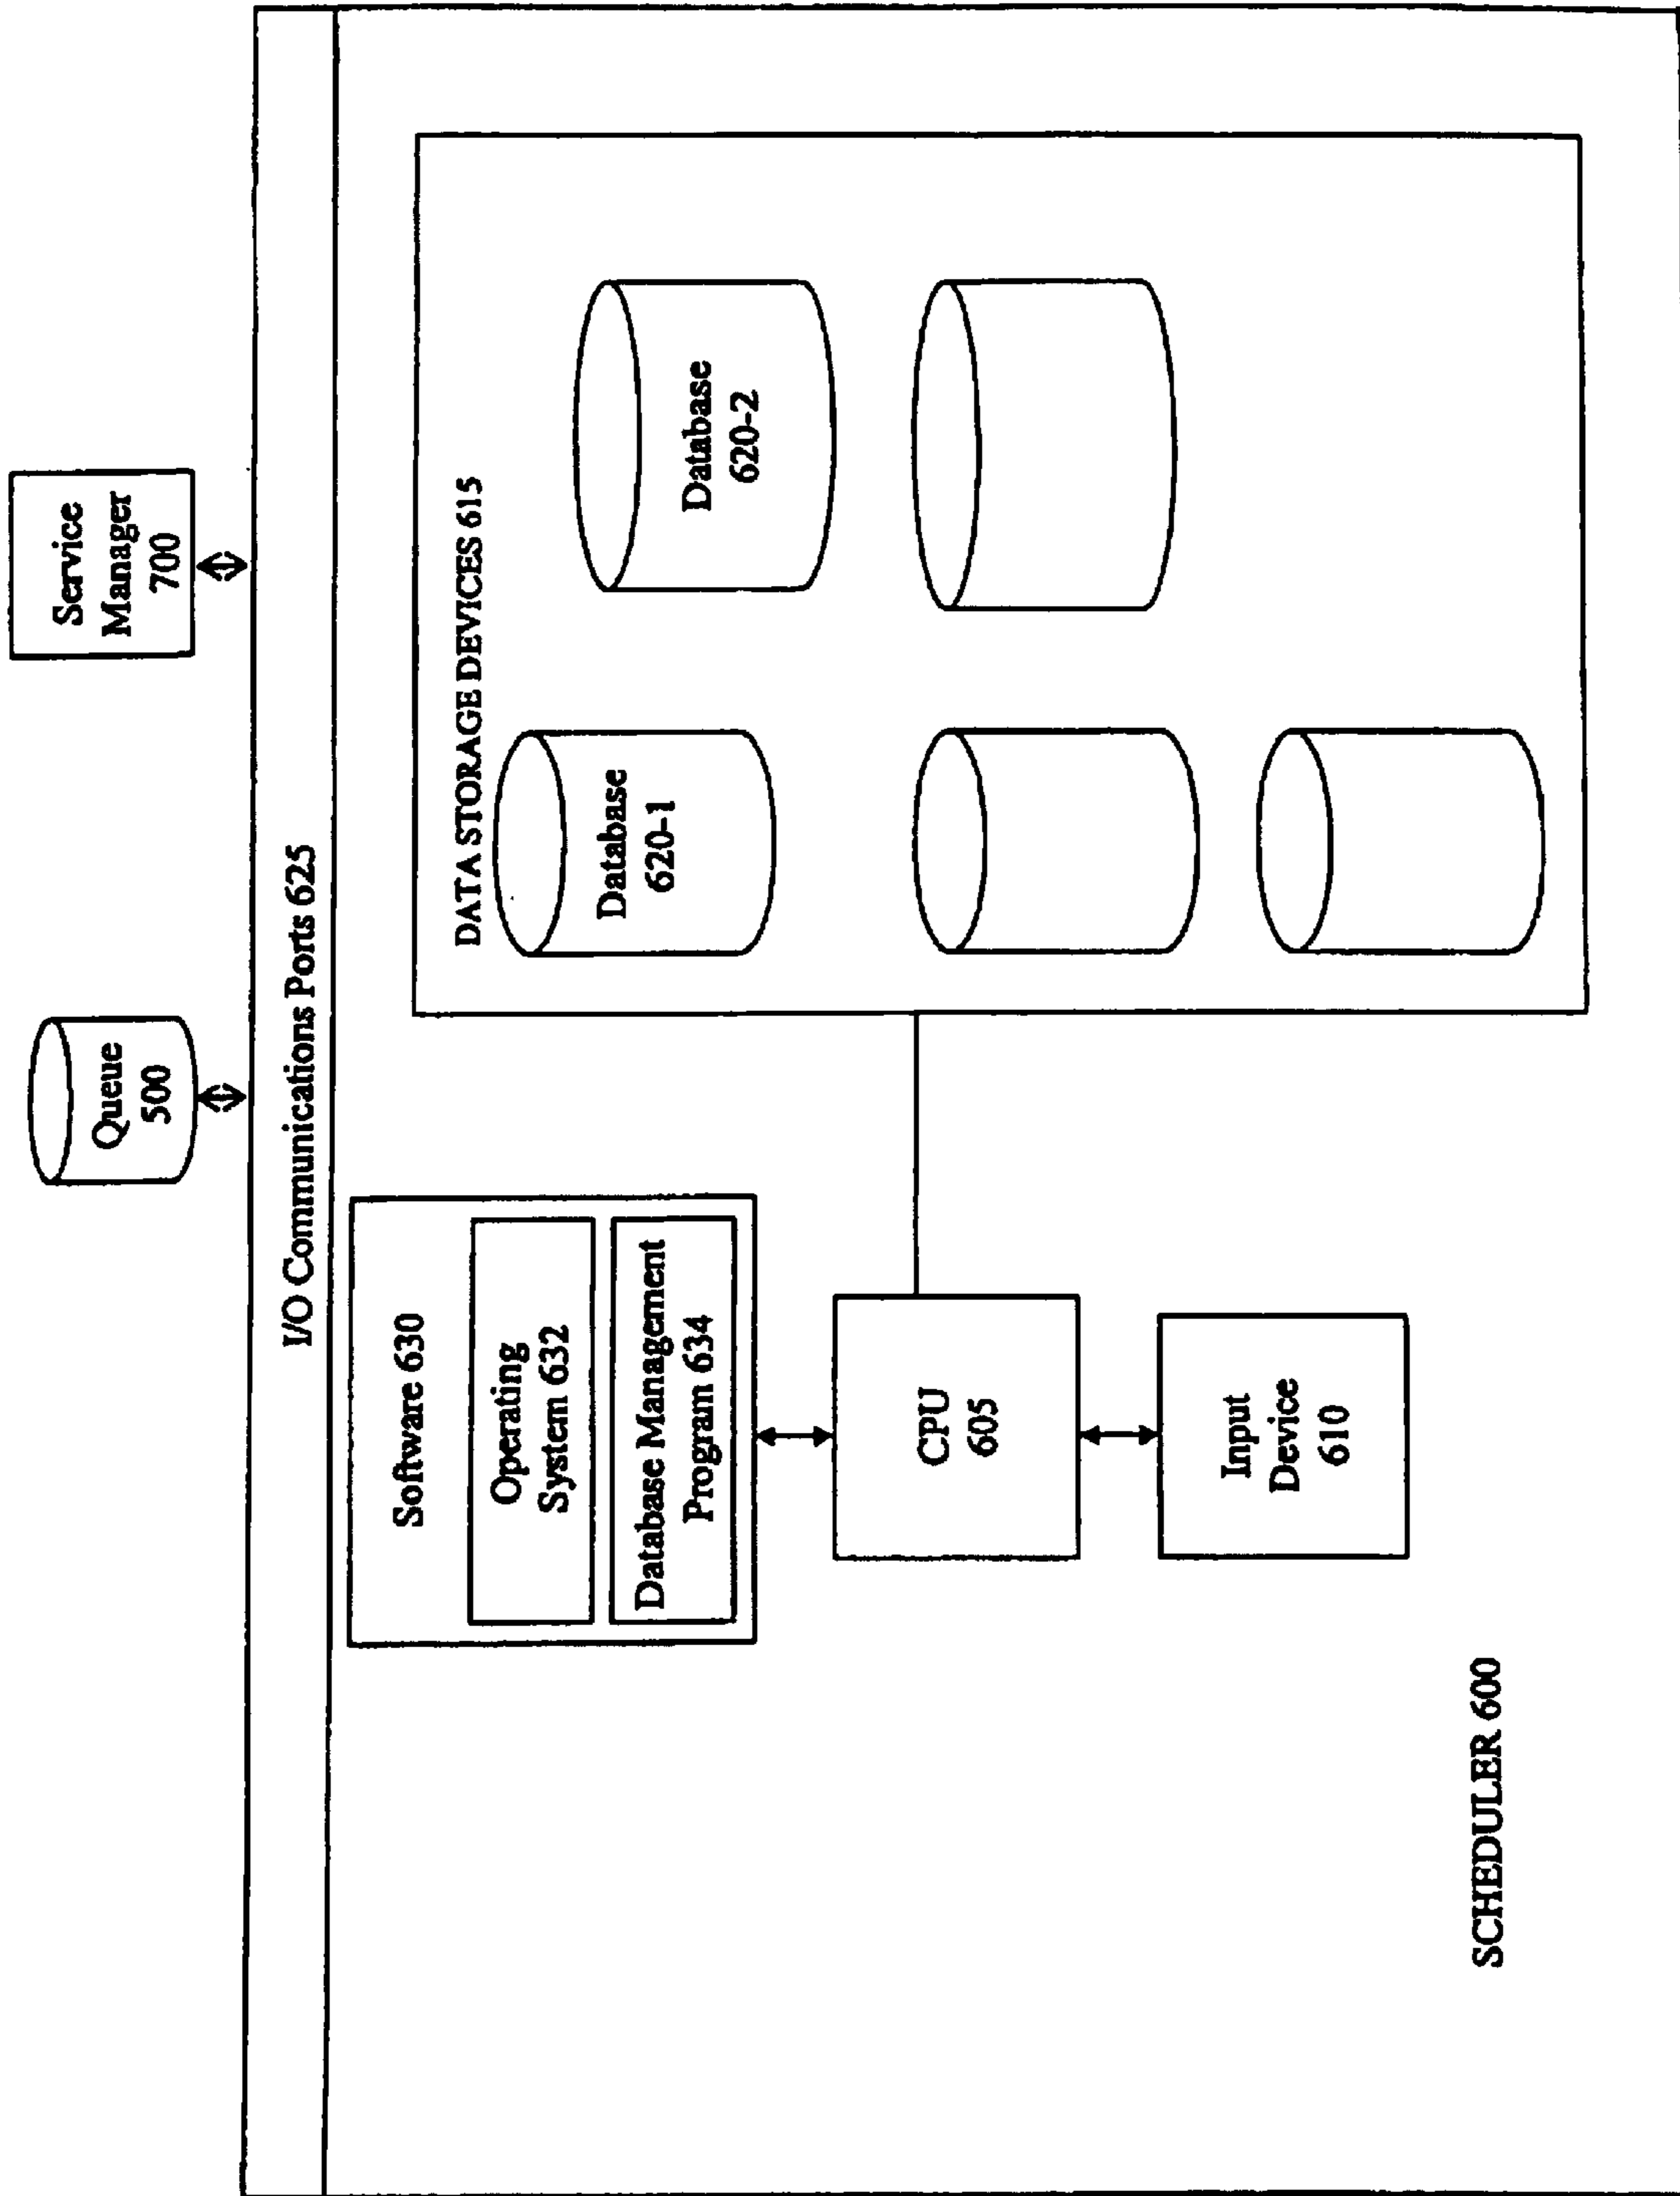 Queue
500
Service
Manager
700
I/O Communications Ports 625
Software 630
Operating
System 632
Database Management
Program 634
CPU
605
Input
Device
610
SCHEDULER 600
DATA STORAGE DEVICES 615
Database
620-1
Database
620-2